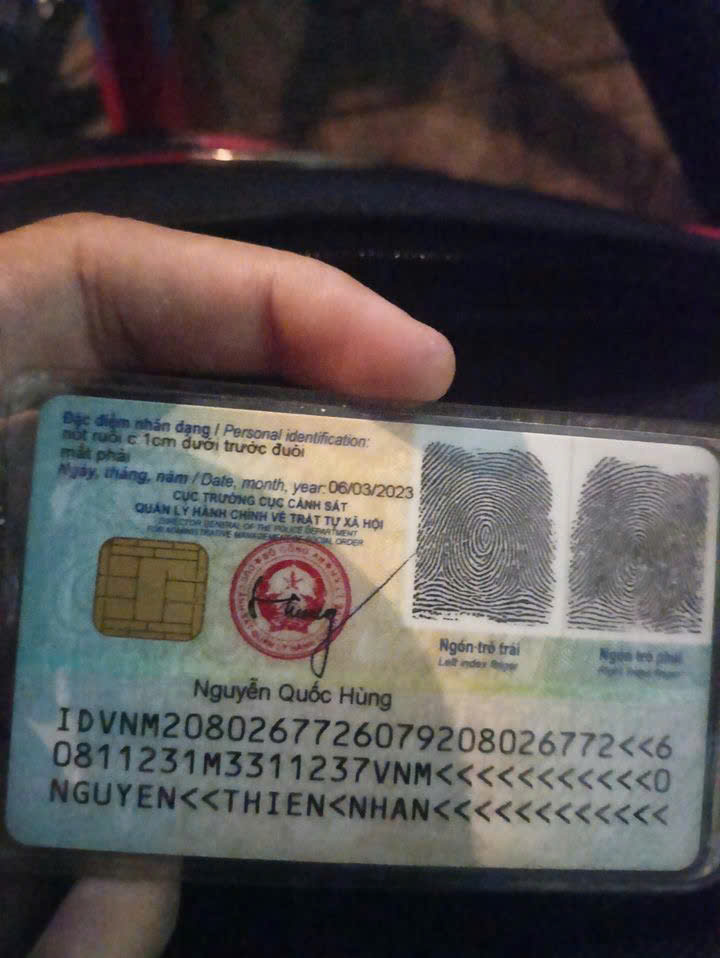 Đặc điểm nhân dạng / Personal identification:
nốt ruồi c: 1cm dưới trước đuôi
mắt phải
Ngày, tháng, năm / Date, month, year: 06/03/2023
CỤC TRƯỞNG CỤC CẢNH SÁT
QUẢN LÝ HÀNH CHÍNH VỀ TRẬT TỰ XÃ HỘI
DIRECTOR GENERAL OF THE POLICE DEPARTMENT
FOR ADMINISTRATIVE MANAGEMENT OF SOCIAL ORDER
BỘ CÔNG AN
Ngón trỏ trái
Left index finger
Ngón trỏ phải
Right index finger
Nguyễn Quốc Hùng
IDVNM2080267726079208026772<<6
0811231M3311237VNM<<<<<<<<<<<0
NGUYEN<<THIEN<NHAN<<<<<<<<<<<<